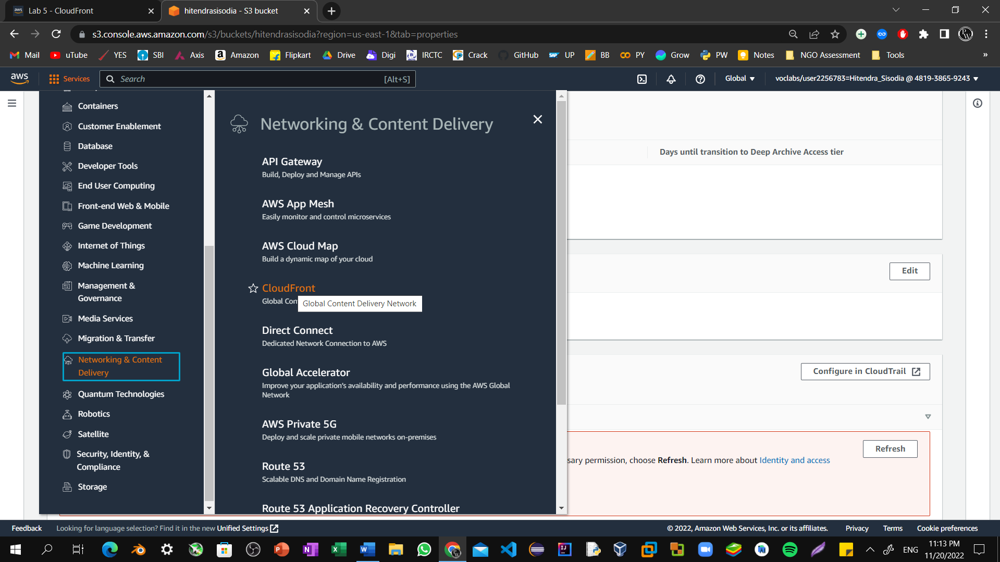 aws Lab 5 - CloudFront
hitendrasisodia - S3 bucket
s3.console.aws.amazon.com/s3/buckets/hitendrasisodia?region=us-east-1&tab=properties
Mail uTube YES SBI Axis Amazon Flipkart Drive Digi IRCTC Crack GitHub UP BB PY Grow PW Notes NGO Assessment Tools »
aws Services Search [Alt+S] Global voclabs/user2256783=Hitendra_Sisodia @ 4819-3865-9243
Containers
Customer Enablement
Database
Developer Tools
End User Computing
Front-end Web & Mobile
Game Development
Internet of Things
Machine Learning
Management &
Governance
Media Services
Migration & Transfer
Networking & Content
Delivery
Quantum Technologies
Robotics
Satellite
Security, Identity, &
Compliance
Storage
Networking & Content Delivery
API Gateway
Build, Deploy and Manage APIs
AWS App Mesh
Easily monitor and control microservices
AWS Cloud Map
Build a dynamic map of your cloud
CloudFront
Global Con
Global Content Delivery Network
Direct Connect
Dedicated Network Connection to AWS
Global Accelerator
Improve your application's availability and performance using the AWS Global
Network
AWS Private 5G
Deploy and scale private mobile networks on-premises
Route 53
Scalable DNS and Domain Name Registration
Route 53 Application Recovery Controller
Days until transition to Deep Archive Access tier
Edit
Configure in CloudTrail
Refresh
sary permission, choose Refresh. Learn more about Identity and access
Feedback Looking for language selection? Find it in the new Unified Settings © 2022, Amazon Web Services, Inc. or its affiliates. Privacy Terms Cookie preferences
ENG 11:13 PM
11/20/2022